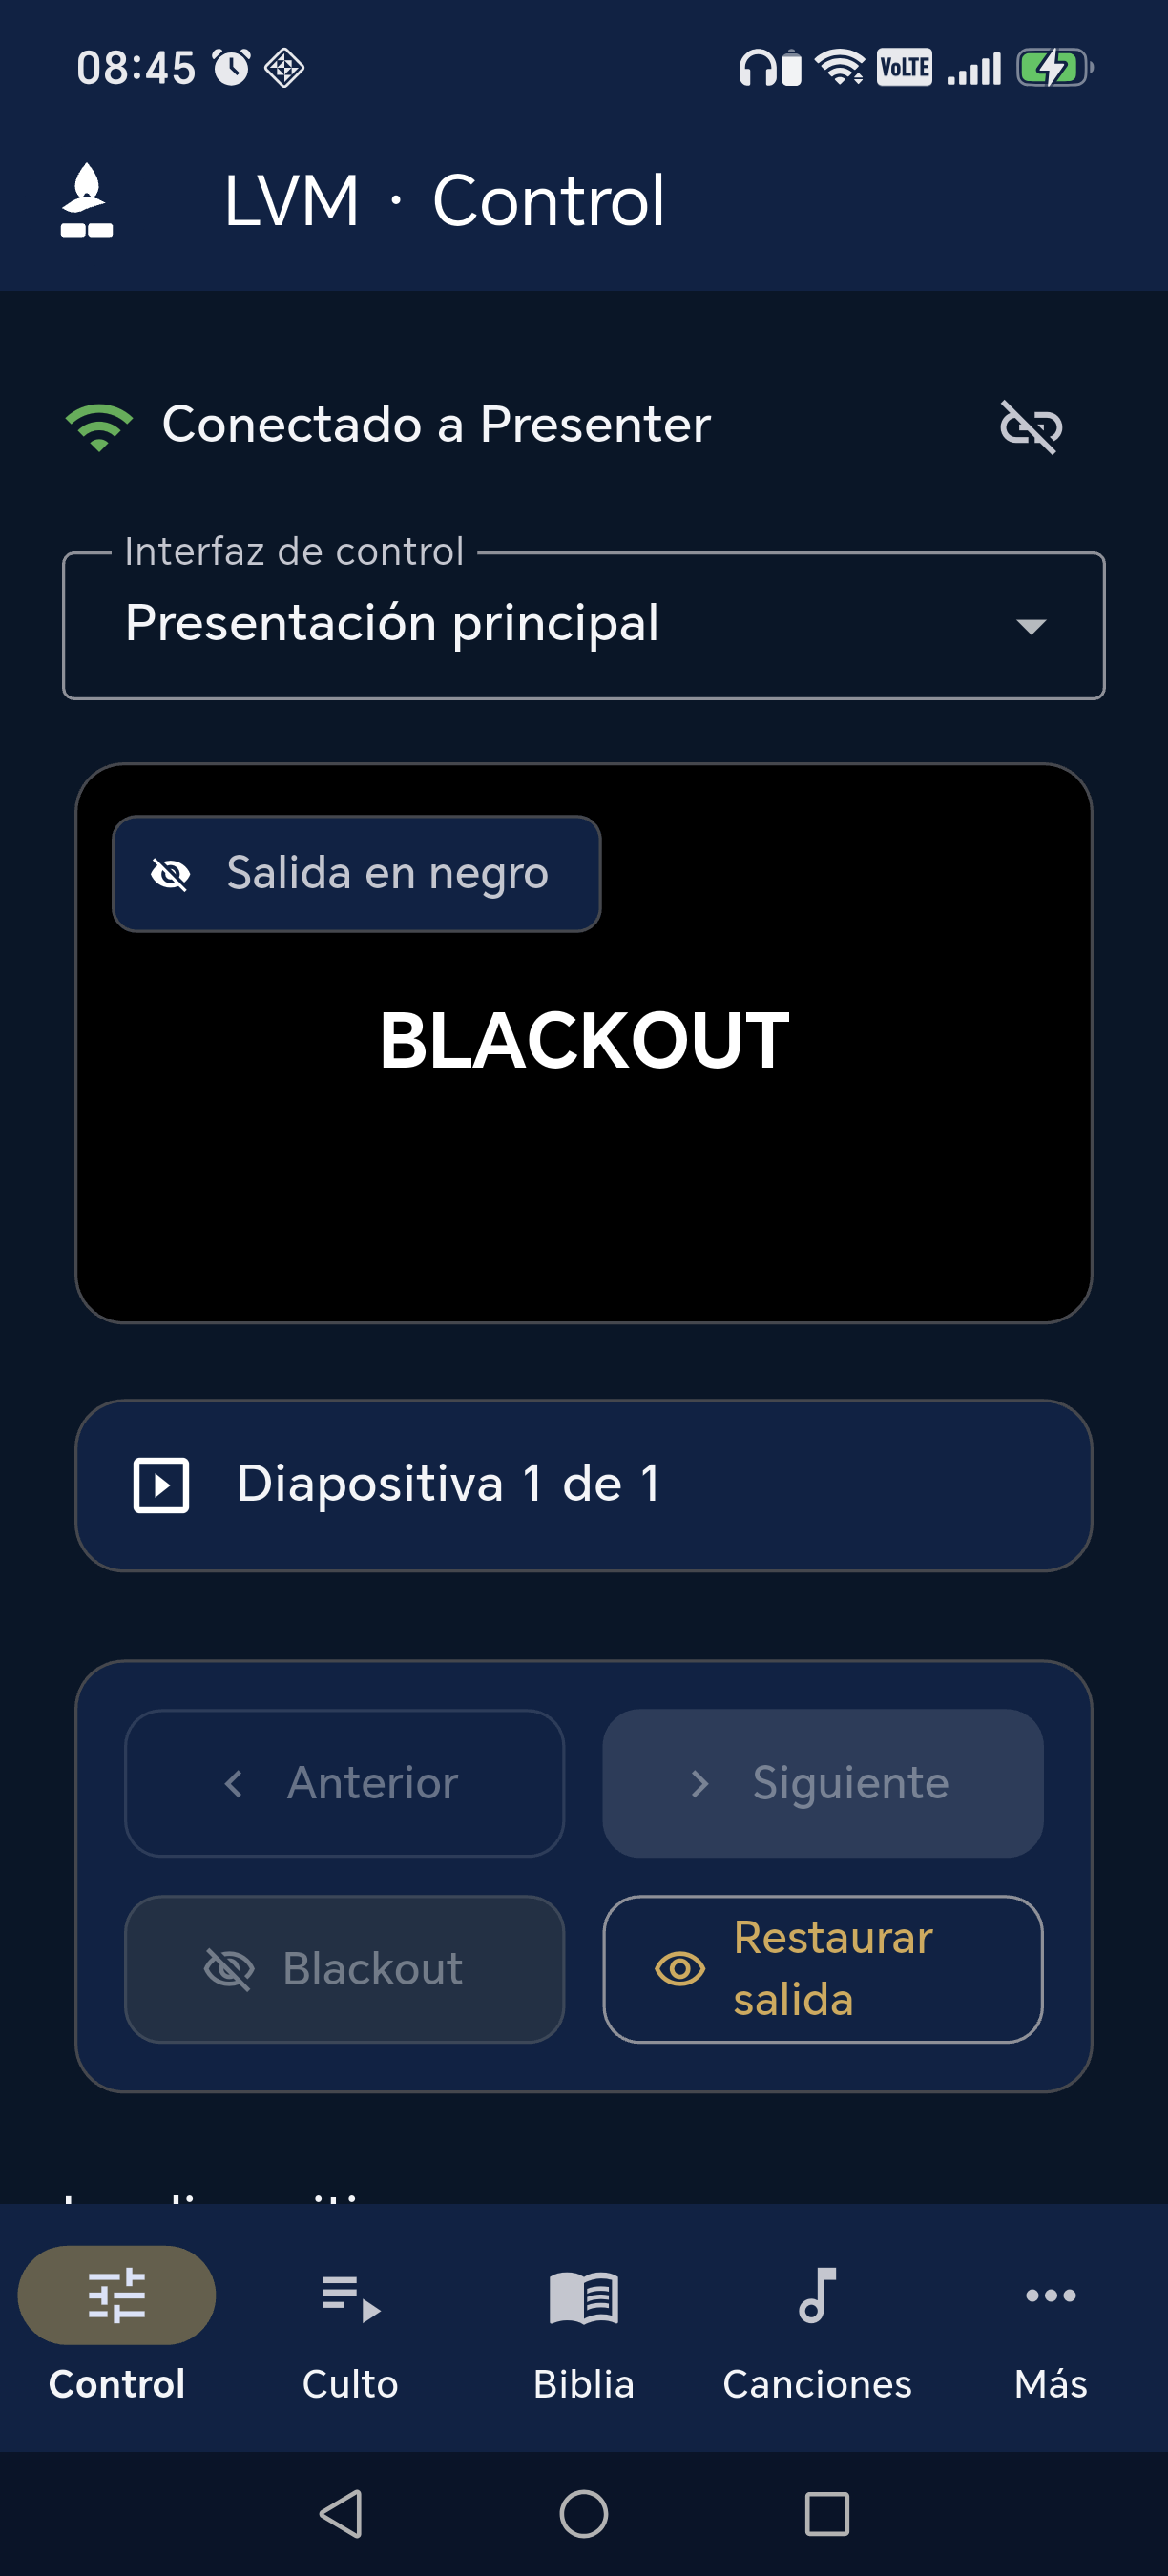 08:45
VoLTE
LVM · Control
Conectado a Presenter
Interfaz de control
Presentación principal
Salida en negro
BLACKOUT
Diapositiva 1 de 1
Anterior
Siguiente
Blackout
Restaurar
salida
Control
Culto
Biblia
Canciones
Más